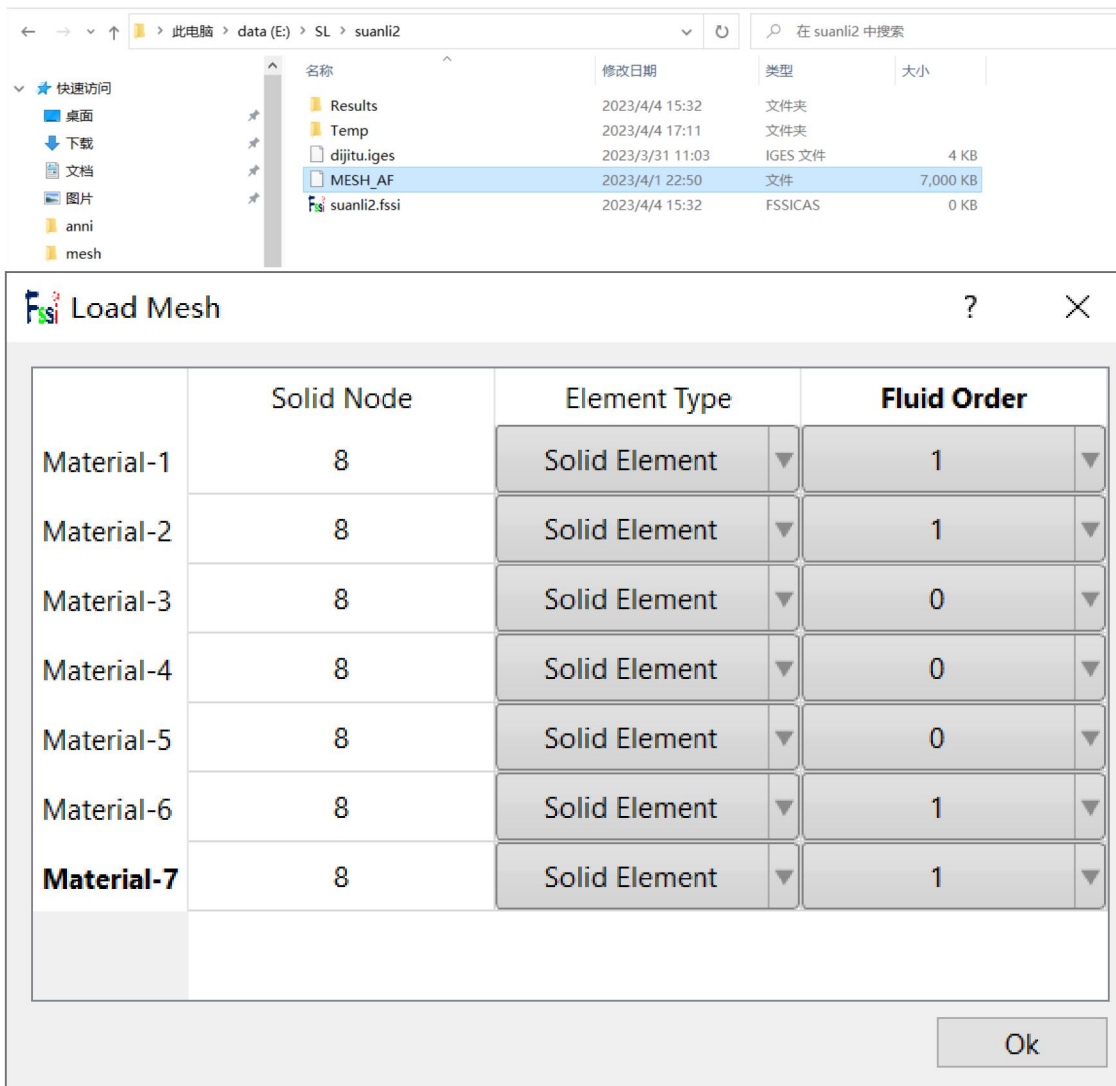 此电脑 > data (E:) > SL > suanli2 在 suanli2 中搜索
名称 修改日期 类型 大小
快速访问
桌面
下载
文档
图片
anni
mesh
Results 2023/4/4 15:32 文件夹
Temp 2023/4/4 17:11 文件夹
dijitu.iges 2023/3/31 11:03 IGES 文件 4 KB
MESH_AF 2023/4/1 22:50 文件 7,000 KB
suanli2.fssi 2023/4/4 15:32 FSSICAS 0 KB
Fssi Load Mesh ? ×
Solid Node Element Type Fluid Order
Material-1 8 Solid Element 1
Material-2 8 Solid Element 1
Material-3 8 Solid Element 0
Material-4 8 Solid Element 0
Material-5 8 Solid Element 0
Material-6 8 Solid Element 1
Material-7 8 Solid Element 1
Ok